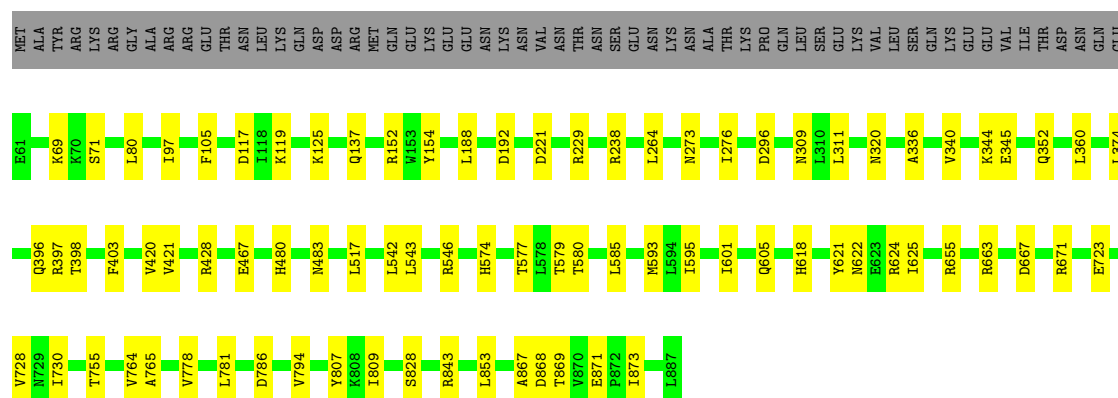 MET ALA TYR ARG LYS ARG GLY ALA ARG ARG GLU THR ASN LEU LYS GLN ASP ASP ARG MET GLN GLU LYS GLU GLU ASN LYS ASN VAL ASN THR ASN SER GLU ASN LYS ASN ALA THR LYS PRO GLN LEU SER GLU LYS VAL LEU SER GLN LYS GLU GLU VAL ILE THR ASP ASN GLN GLU
E61 K69 K70 S71 L80 I97 F105 D117 I118 K119 K125 Q137 R152 W153 Y154 L188 D192 D221 R229 R238 L264 N273 I276 D296 N309 L310 L311 N320 A336 V340 K344 E345 Q352 L360 L374
Q396 R397 T398 F403 V420 V421 R428 E467 H480 N483 L517 L542 L543 R546 H574 T577 L578 T579 T580 L585 M593 L594 I595 I601 Q605 H618 Y621 N622 E623 R624 I625 R655 R663 D667 R671 E723
V728 N729 I730 T755 V764 A765 V778 L781 D786 V794 Y807 K808 I809 S828 R843 L853 A867 D868 T869 V870 E871 P872 I873 L887